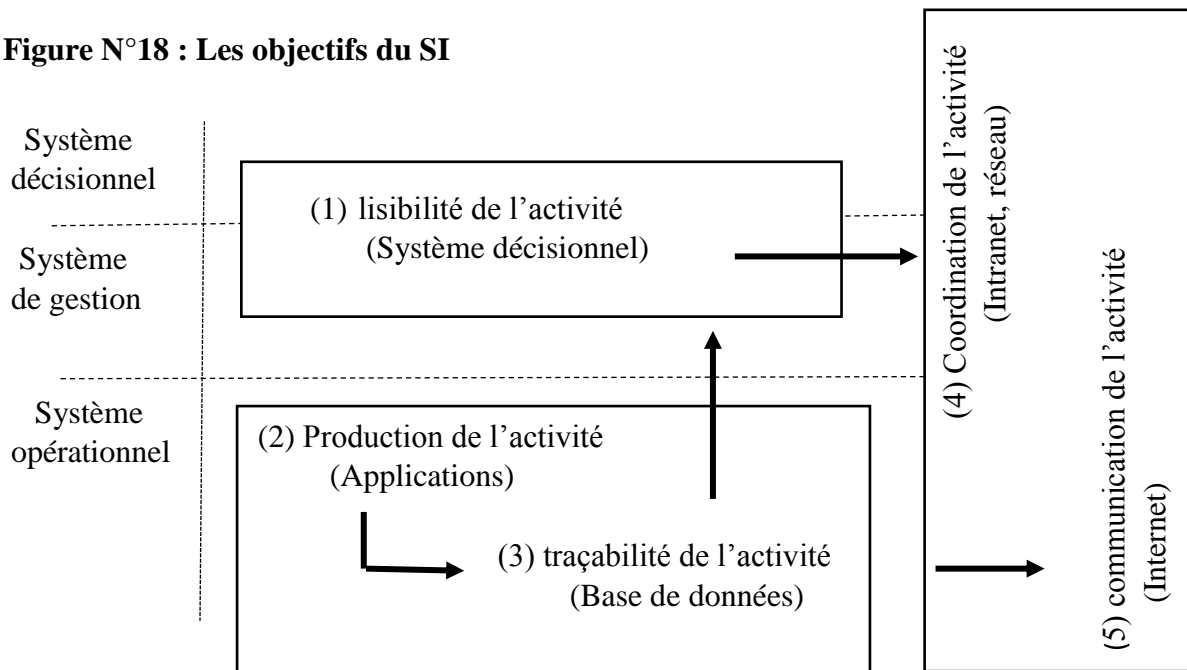 Figure N°18 : Les objectifs du SI
Système
décisionnel
(1) lisibilité de l’activité
(Système décisionnel)
Système
de gestion
Système
opérationnel
(2) Production de l’activité
(Applications)
(3) traçabilité de l’activité
(Base de données)
(4) Coordination de l’activité
(Intranet, réseau)
(5) communication de l’activité
(Internet)